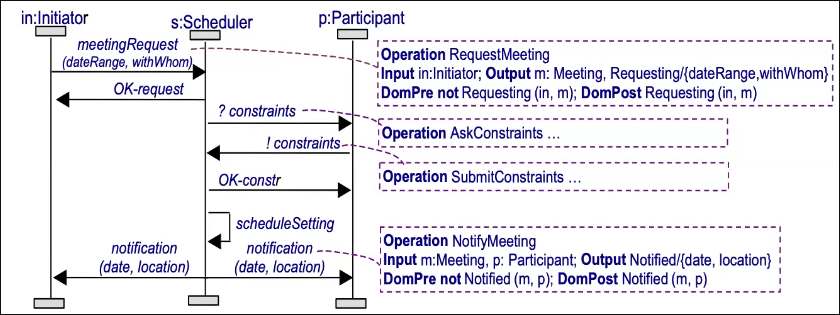 in:Initiator
s:Scheduler
p:Participant
meetingRequest
(dateRange, withWhom)
Operation RequestMeeting
Input in:Initiator; Output m: Meeting, Requesting/{dateRange,withWhom}
DomPre not Requesting (in, m); DomPost Requesting (in, m)
OK-request
? constraints
Operation AskConstraints …
! constraints
Operation SubmitConstraints …
OK-constr
scheduleSetting
notification
(date, location)
notification
(date, location)
Operation NotifyMeeting
Input m:Meeting, p: Participant; Output Notified/{date, location}
DomPre not Notified (m, p); DomPost Notified (m, p)